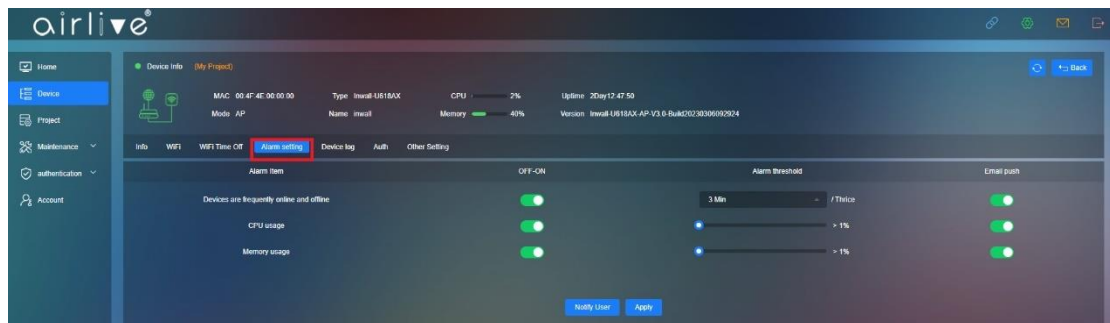 airlive®
Home
Device
Project
Maintenance
authentication
Account
Device Info (My Project)
Back
MAC 00:4F:4E:00:00:00 Type Inwall-U618AX CPU 2% Uptime 2Day12:47:50
Mode AP Name inwall Memory 40% Version Inwall-U618AX-AP-V3.0-Build20230306092924
Info WiFi WiFi Time Off Alarm setting Device log Auth Other Setting
Alarm item OFF-ON Alarm threshold Email push
Devices are frequently online and offline 3 Min / Thrice
CPU usage > 1%
Memory usage > 1%
Notify User Apply